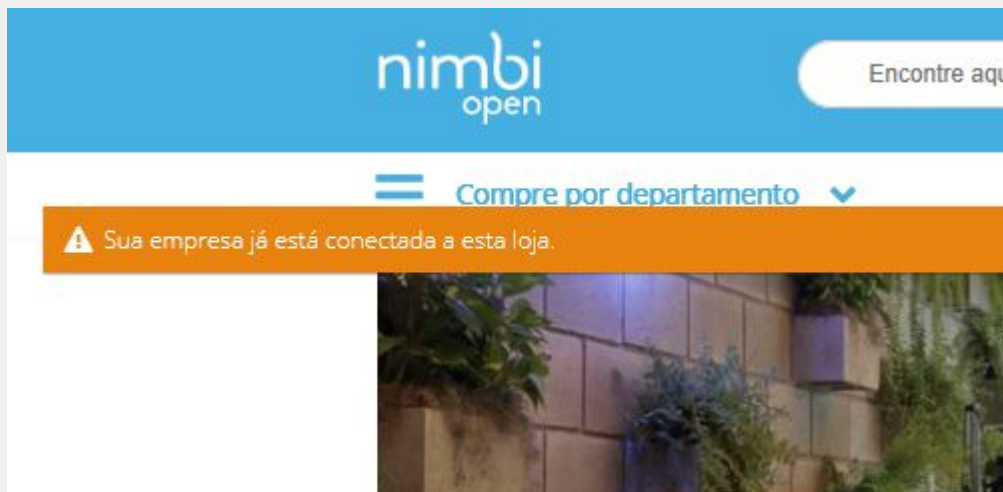 nimbi
open
Encontre aqu
Compre por departamento
Sua empresa já está conectada a esta loja.